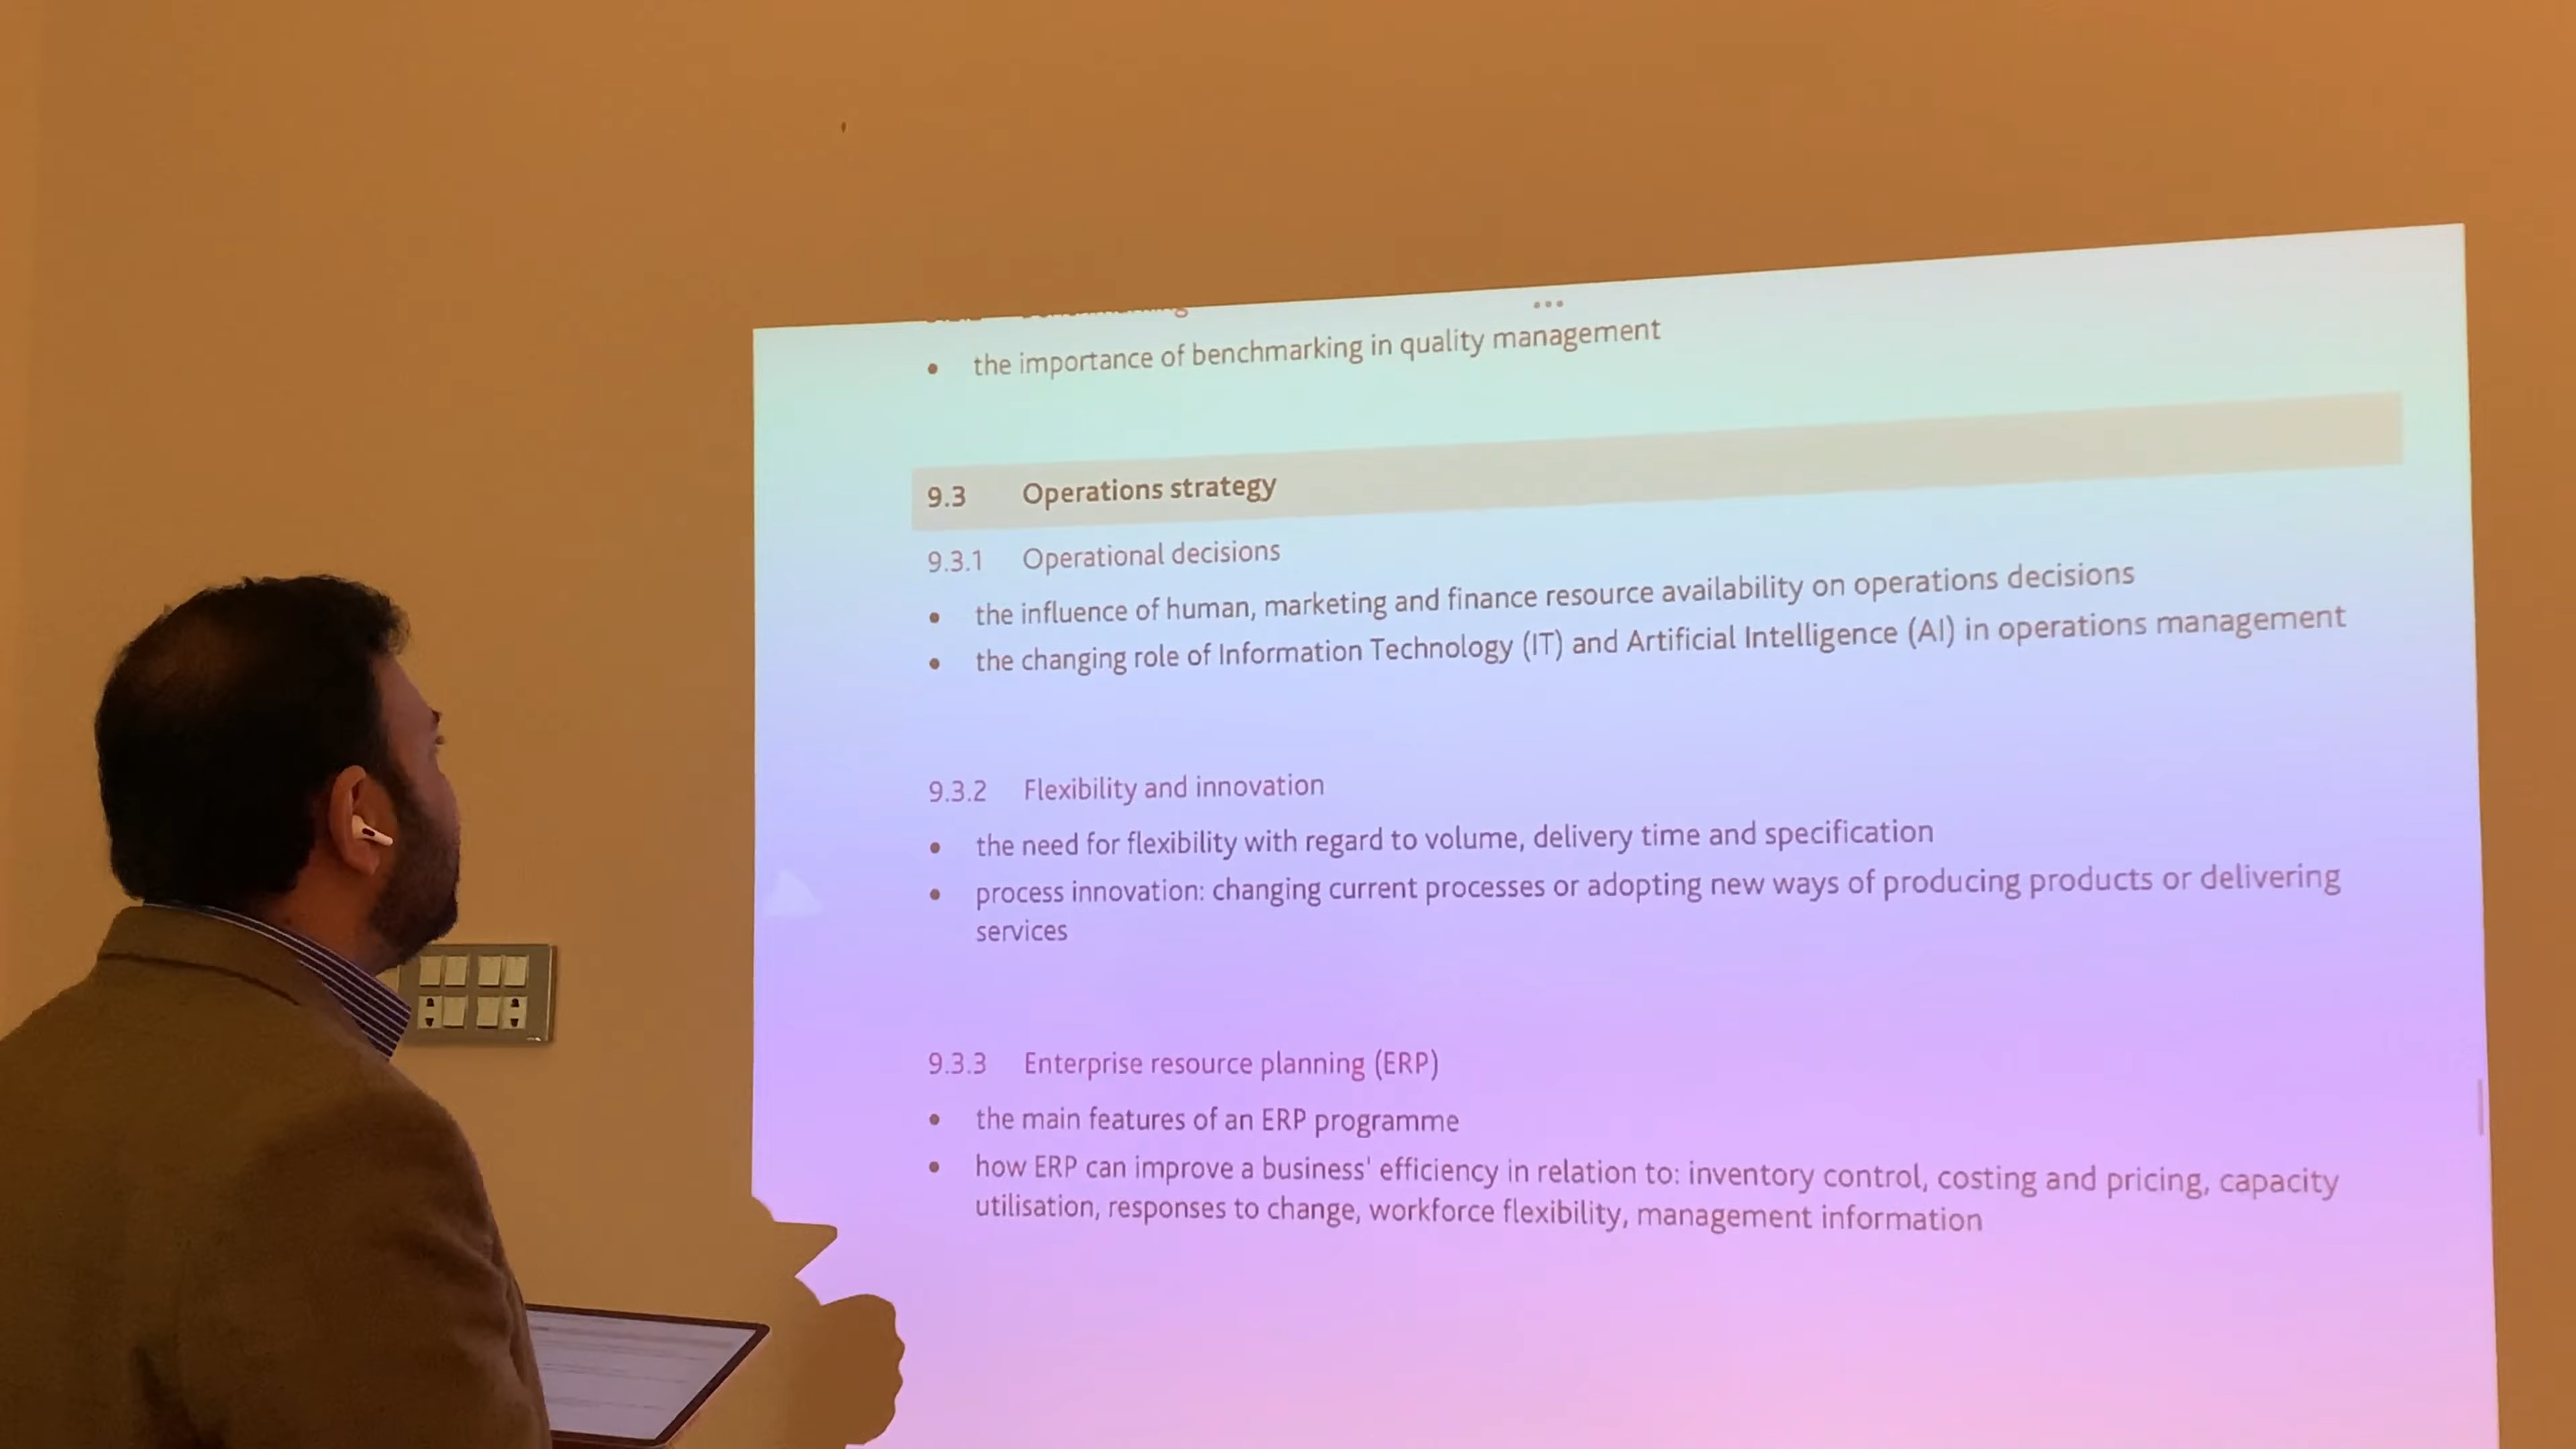 • the importance of benchmarking in quality management
9.3 Operations strategy
9.3.1 Operational decisions
• the influence of human, marketing and finance resource availability on operations decisions
• the changing role of Information Technology (IT) and Artificial Intelligence (AI) in operations management
9.3.2 Flexibility and innovation
• the need for flexibility with regard to volume, delivery time and specification
• process innovation: changing current processes or adopting new ways of producing products or delivering
services
9.3.3 Enterprise resource planning (ERP)
• the main features of an ERP programme
• how ERP can improve a business' efficiency in relation to: inventory control, costing and pricing, capacity
utilisation, responses to change, workforce flexibility, management information